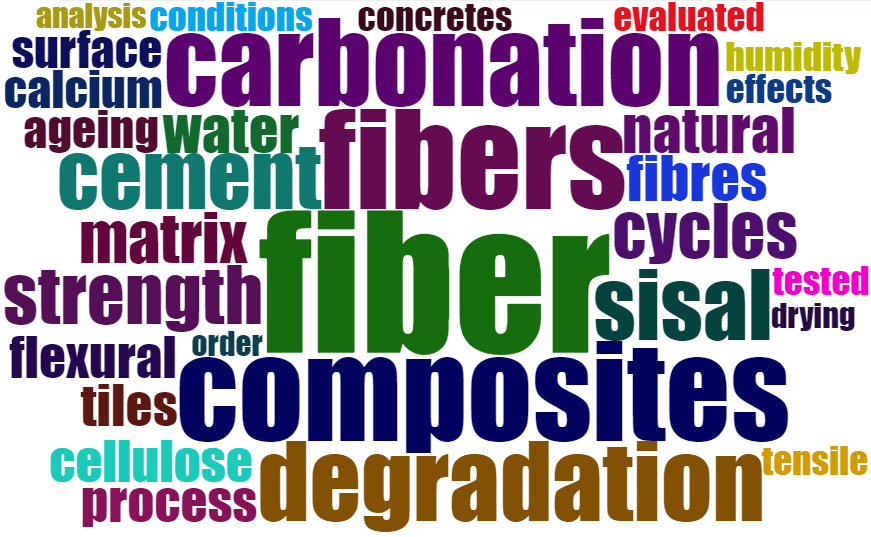 analysis conditions concretes evaluated
surface carbonation humidity
calcium effects
ageing water fibers natural
cement fibres
matrix fiber cycles
strength sisal tested
drying
flexural order
composites
tiles
cellulose degradation tensile
process